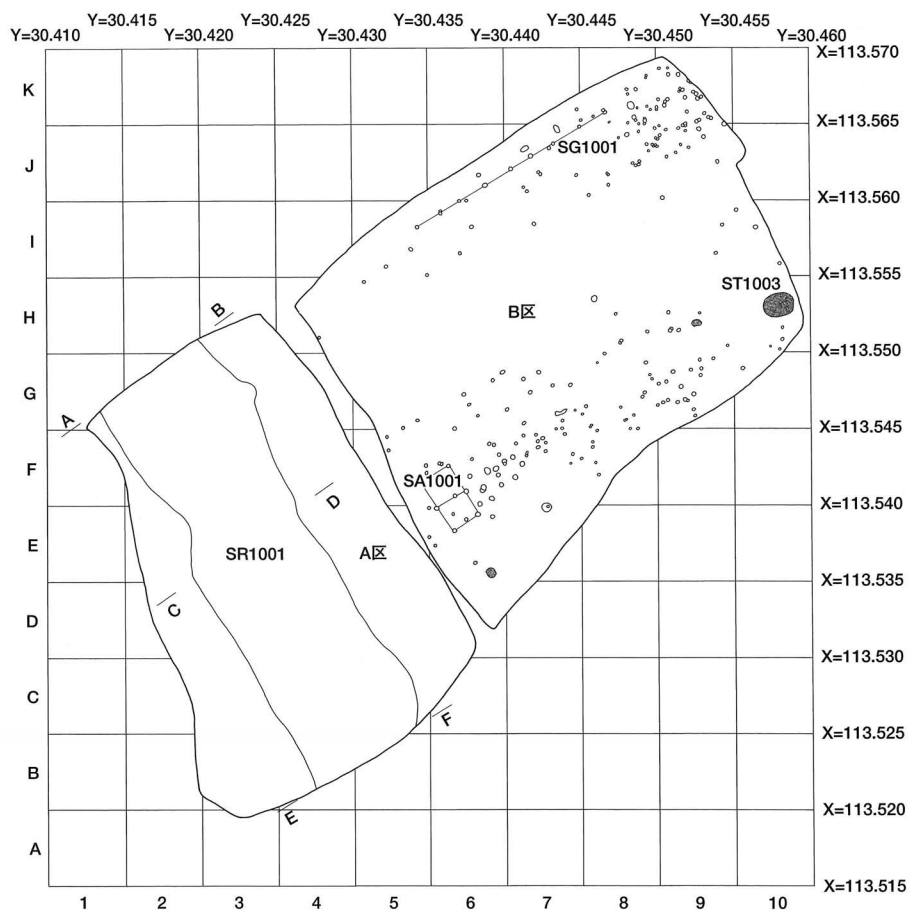 Y=30.415 Y=30.425 Y=30.435 Y=30.445 Y=30.455
Y=30.410 Y=30.420 Y=30.430 Y=30.440 Y=30.450 Y=30.460
X=113.570
K
X=113.565
SG1001
J
X=113.560
I
X=113.555
ST1003
B
H
B区
X=113.550
G
A
X=113.545
F
SA1001
D
X=113.540
E
SR1001
A区
X=113.535
C
D
X=113.530
C
F
X=113.525
B
E
X=113.520
A
X=113.515
1 2 3 4 5 6 7 8 9 10